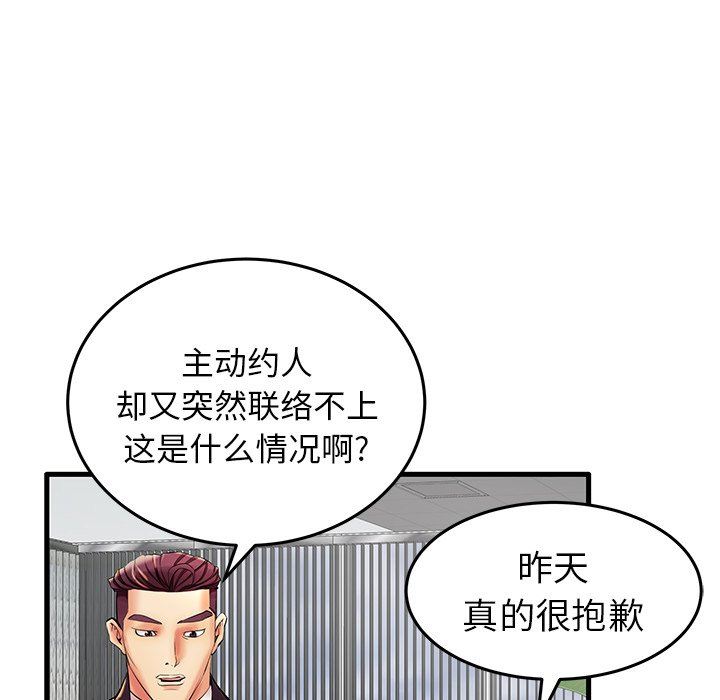 主动约人
却又突然联络不上
这是什么情况啊?
昨天
真的很抱歉